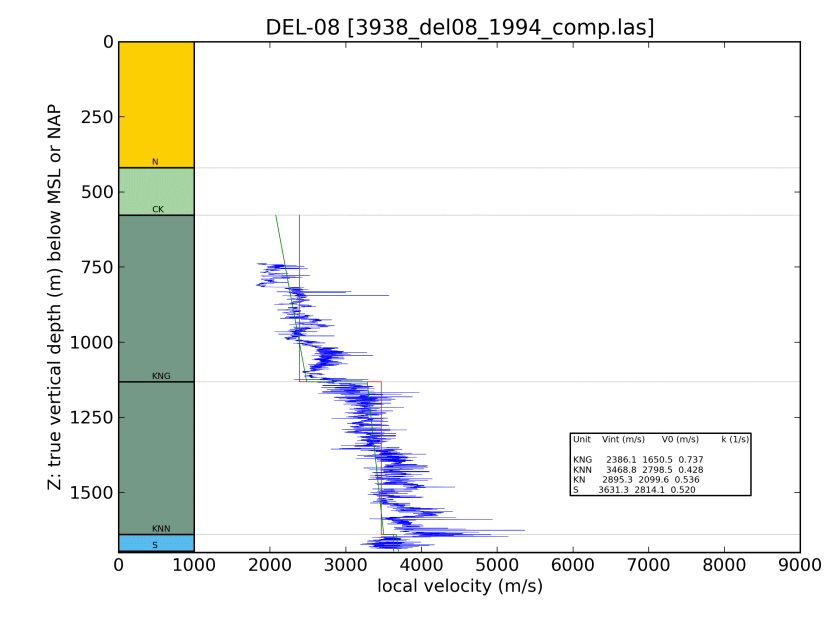 DEL-08 [3938_del08_1994_comp.las]
Z: true vertical depth (m) below MSL or NAP
0
250
500
750
1000
1250
1500
N
CK
KNG
KNN
S
Unit Vint (m/s) V0 (m/s) k (1/s)
KNG 2386.1 1650.5 0.737
KNN 3468.8 2798.5 0.428
KN 2895.3 2099.6 0.536
S 3631.3 2814.1 0.520
0 1000 2000 3000 4000 5000 6000 7000 8000 9000
local velocity (m/s)